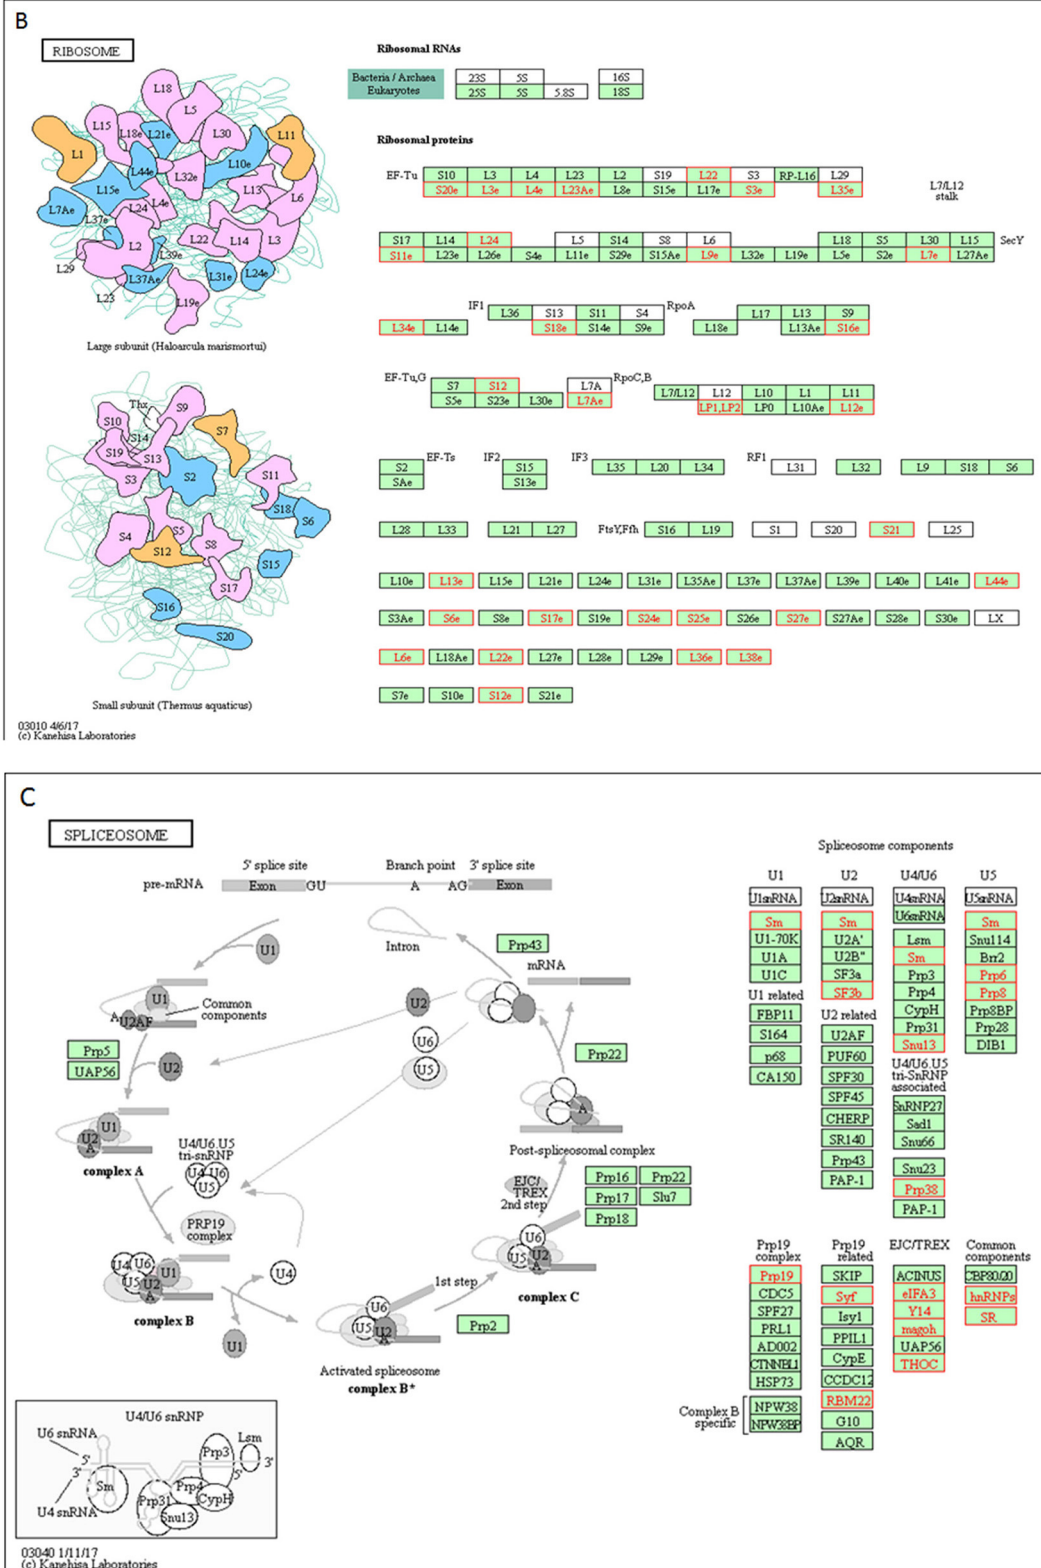 B
RIBOSOME
Ribosomal RNAs
Bacteria / Archaea
Eukaryotes
23S 5S 16S
25S 5S 5.8S 18S
Ribosomal proteins
EF-Tu
S10 L3 L4 L23 L2 S19 L22 S3 RP-L16 L29
S20e L3e L4e L23Ae L8e S15e L17e S3e L35e
L7/L12
stalk
S17 L14 L24 L5 S14 S8 L6 L18 S5 L30 L15 SecY
S11e L23e L26e S4e L11e S29e S15Ae L9e L32e L19e L5e S2e L7e L27Ae
IF1 L36 S13 S11 S4 RpoA L17 L13 S9
L34e L14e S18e S14e S9e L18e L13Ae S16e
EF-Tu,G S7 S12 L7A RpoC,B L7/L12 L12 L10 L1 L11
S5e S23e L30e L7Ae LP1,LP2 LP0 L10Ae L12e
S2 EF-Ts IF2 S15 IF3 L35 L20 L34 RF1 L31 L32 L9 S18 S6
SAe S13e
L28 L33 L21 L27 FtsY,Ffh S16 L19 S1 S20 S21 L25
L10e L13e L15e L21e L24e L31e L35Ae L37e L37Ae L39e L40e L41e L44e
S3Ae S6e S8e S17e S19e S24e S25e S26e S27e S27Ae S28e S30e LX
L6e L18Ae L22e L27e L28e L29e L36e L38e
S7e S10e S12e S21e
L18
L5
L15
L18e
L21e
L30
L11
L1
L44e
L32e
L10e
L15e
L13
L6
L7Ae
L37e
L24
L4e
L2
L22
L14
L3
L39e
L29
L37Ae
L31e
L24e
L23
L19e
Large subunit (Haloarcula marismortui)
Thx
S9
S10
S14
S7
S19
S13
S3
S2
S11
S18
S6
S4
S5
S12
S8
S15
S17
S16
S20
Small subunit (Thermus aquaticus)
03010 4/6/17
(c) Kanehisa Laboratories
C
SPLICEOSOME
5' splice site
Branch point
3' splice site
pre-mRNA Exon GU A AG Exon
U1
Intron
Prp43
mRNA
U1
A U2AF
Common
components
Prp5
UAP56
U2
U2
U6
U5
Prp22
U1
U2
A
complex A
U4/U6.U5
tri-snRNP
U4 U6
U5
A
Post-spliceosomal complex
PRP19
complex
EJC/
TREX
2nd step
Prp16 Prp22
Prp17 Slu7
Prp18
U4 U6
U1
U5 U2
A
complex B
U4
U1
U6
U5 U2
A
complex C
1st step
U6
U5 U2
A
Prp2
Activated spliceosome
complex B*
Spliceosome components
U1
U1snRNA
Sm
U1-70K
U1A
U1C
U1 related
FBP11
S164
p68
CA150
U2
U2snRNA
Sm
U2A'
U2B"
SF3a
SF3b
U2 related
U2AF
PUF60
SPF30
SPF45
CHERP
SR140
Prp43
PAP-1
U4/U6
U4snRNA
U6snRNA
Lsm
Sm
Prp3
Prp4
CypH
Prp31
Snu13
U4/U6.U5
tri-SnRNP
associated
SnRNP27
Sad1
Snu66
Snu23
Prp38
PAP-1
U5
U5snRNA
Sm
Snu114
Brr2
Prp6
Prp8
Prp8BP
Prp28
DIB1
Prp19
complex
Prp19
CDC5
SPF27
PRL1
AD002
CTNNBL1
HSP73
Complex B
specific
NPW38
NPW38BP
Prp19
related
SKIP
Syf
Isy1
PPIL1
CypE
CCDC12
RBM22
G10
AQR
EJC/TREX
ACINUS
eIFA3
Y14
magoh
UAP56
THOC
Common
components
CBP80/20
hnRNPs
SR
U4/U6 snRNP
U6 snRNA
5'
3'
Sm
U4 snRNA
Prp31
Snu13
Prp4
CypH
Prp3
5'
Lsm
3'
03040 1/11/17
(c) Kanehisa Laboratories